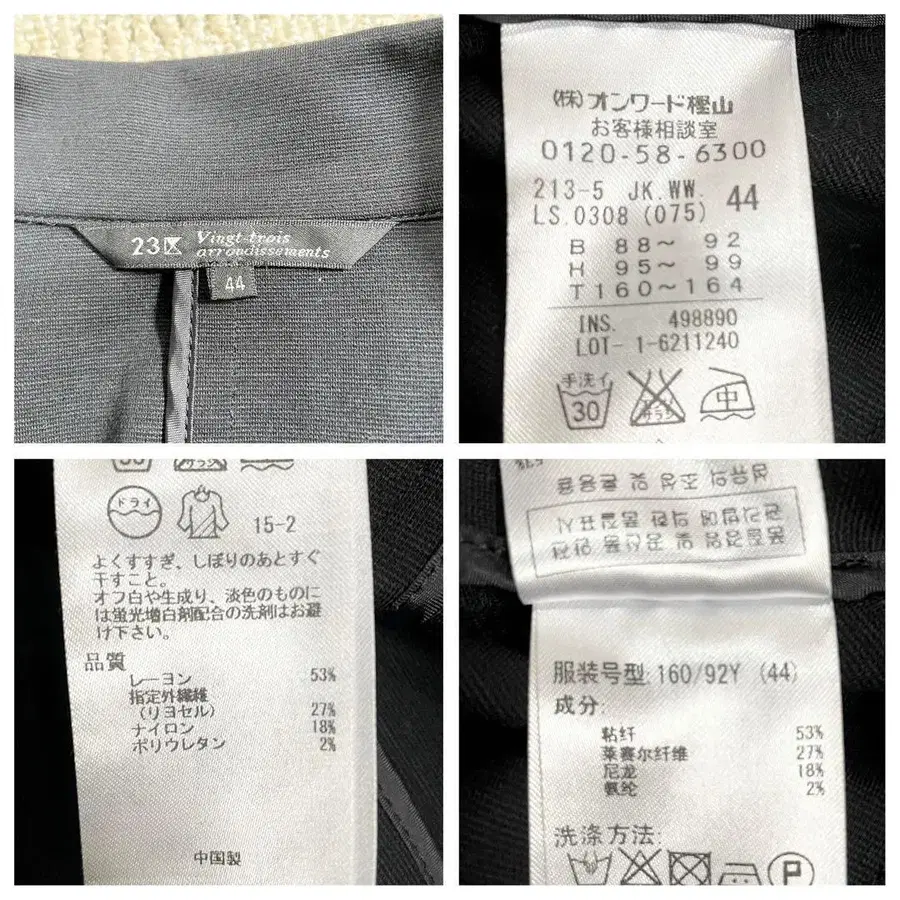 23区 Vingt-trois
arrondissements
44
(株)オンワード樫山
お客様相談室
0120-58-6300
213-5 JK.WW.
LS.0308 (075) 44
B 88～ 92
H 95～ 99
T 160～164
INS. 498890
LOT- 1-6211240
手洗イ
30
サラシ
中
ドライ
15-2
よくすすぎ、しぼりのあとすぐ
干すこと。
オフ白や生成り、淡色のものに
は蛍光増白剤配合の洗剤はお避
け下さい。
品質
レーヨン 53%
指定外繊維
(リヨセル) 27%
ナイロン 18%
ポリウレタン 2%
中国製
服装号型:160/92Y (44)
成分:
粘纤 53%
莱赛尔纤维 27%
尼龙 18%
氨纶 2%
洗涤方法:
P